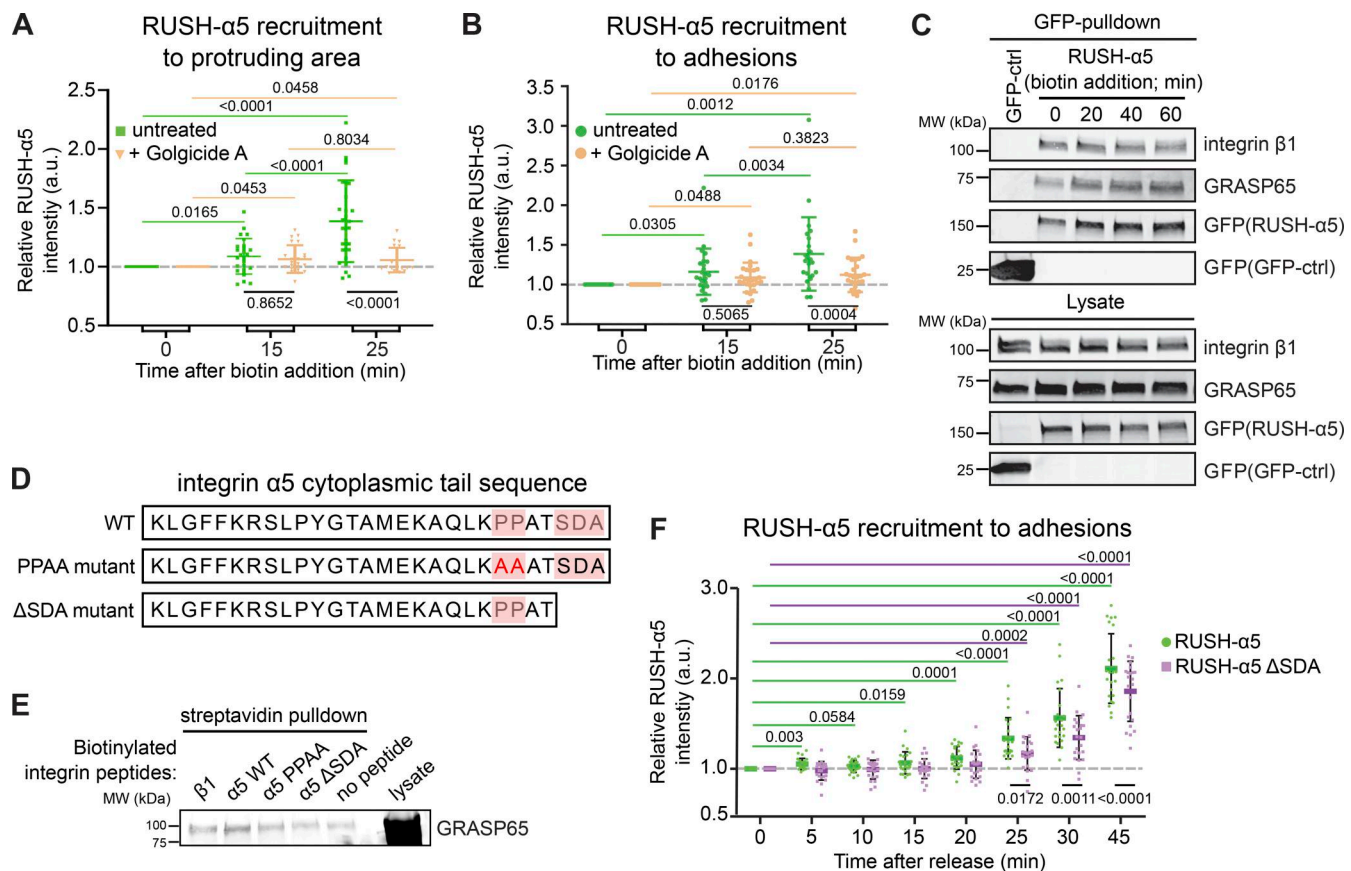 A
RUSH-α5 recruitment
to protruding area
Relative RUSH-α5
intenstiy (a.u.)
2.5
2.0
1.5
1.0
0.5
0.0458
<0.0001
untreated
+ Golgicide A
0.8034
<0.0001
0.0453
0.0165
0.8652
<0.0001
0
15
25
Time after biotin addition (min)
B
RUSH-α5 recruitment
to adhesions
Relative RUSH-α5
intenstiy (a.u.)
3.5
3.0
2.5
2.0
1.5
1.0
0.5
0.0176
0.0012
untreated
+ Golgicide A
0.3823
0.0034
0.0488
0.0305
0.5065
0.0004
0
15
25
Time after biotin addition (min)
C
GFP-pulldown
GFP-ctrl
RUSH-α5
(biotin addition; min)
0 20 40 60
MW (kDa)
100
integrin β1
75
GRASP65
150
GFP(RUSH-α5)
25
GFP(GFP-ctrl)
Lysate
MW (kDa)
100
integrin β1
75
GRASP65
150
GFP(RUSH-α5)
25
GFP(GFP-ctrl)
D
integrin α5 cytoplasmic tail sequence
WT KLGFFKRSLPYGTAMEKAQLKPPATSDA
PPAA mutant KLGFFKRSLPYGTAMEKAQLKAAATSDA
ΔSDA mutant KLGFFKRSLPYGTAMEKAQLKPPAT
E
streptavidin pulldown
Biotinylated
integrin peptides:
β1
α5 WT
α5 PPAA
α5 ΔSDA
no peptide
lysate
MW (kDa)
100
75
GRASP65
F
RUSH-α5 recruitment to adhesions
Relative RUSH-α5
intenstiy (a.u.)
3.0
2.0
1.0
0.5
<0.0001
<0.0001
<0.0001
<0.0001
0.0002
<0.0001
0.0001
0.0159
0.0584
0.003
RUSH-α5
RUSH-α5 ΔSDA
0.0172
0.0011
<0.0001
0
5
10
15
20
25
30
45
Time after release (min)